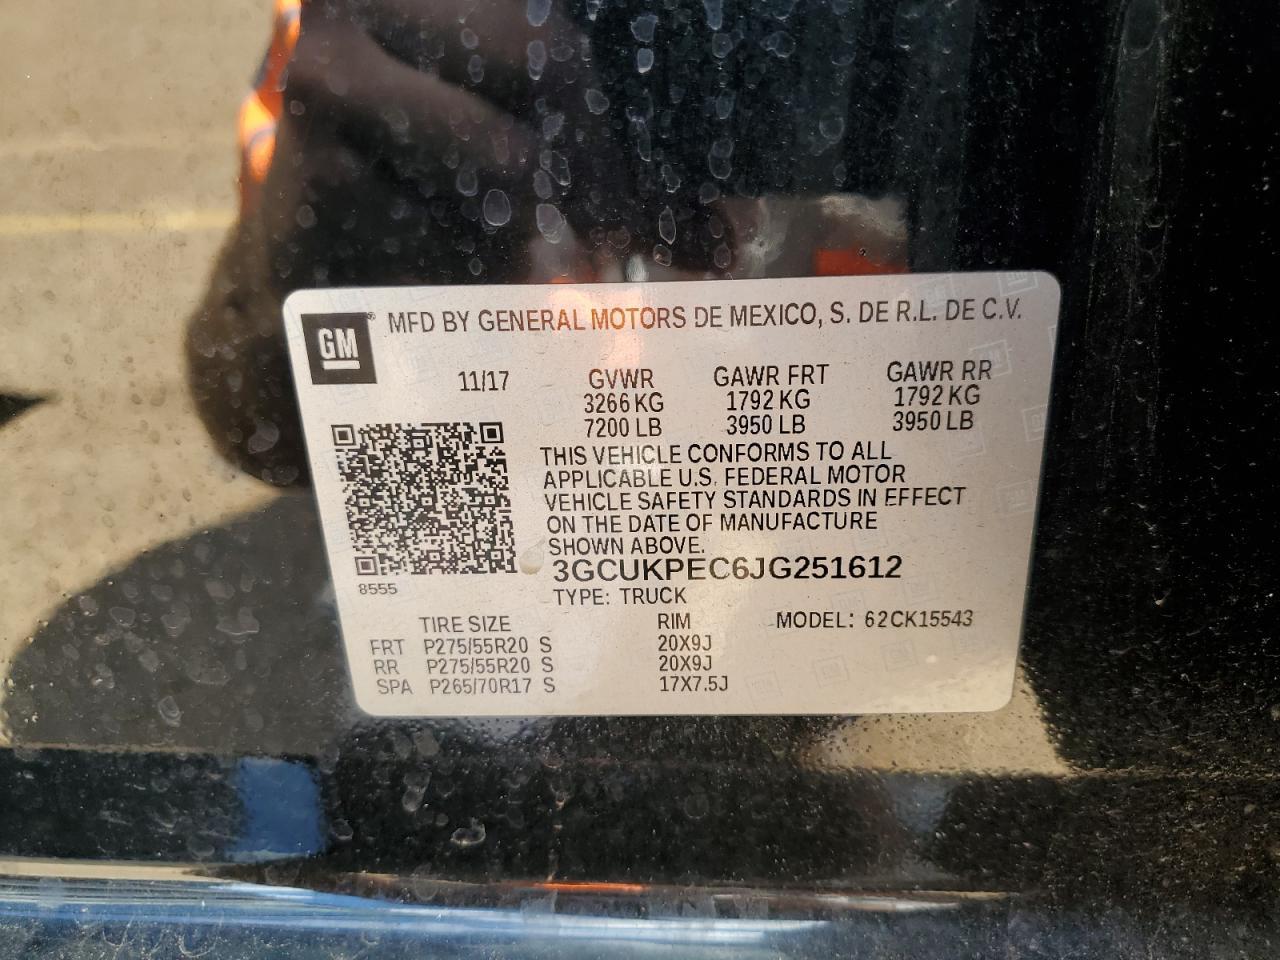 GM® MFD BY GENERAL MOTORS DE MEXICO, S. DE R.L. DE C.V.
11/17 GVWR GAWR FRT GAWR RR
3266 KG 1792 KG 1792 KG
7200 LB 3950 LB 3950 LB
THIS VEHICLE CONFORMS TO ALL
APPLICABLE U.S. FEDERAL MOTOR
VEHICLE SAFETY STANDARDS IN EFFECT
ON THE DATE OF MANUFACTURE
SHOWN ABOVE.
3GCUKPEC6JG251612
8555
TYPE: TRUCK
TIRE SIZE RIM MODEL: 62CK15543
FRT P275/55R20 S 20X9J
RR P275/55R20 S 20X9J
SPA P265/70R17 S 17X7.5J